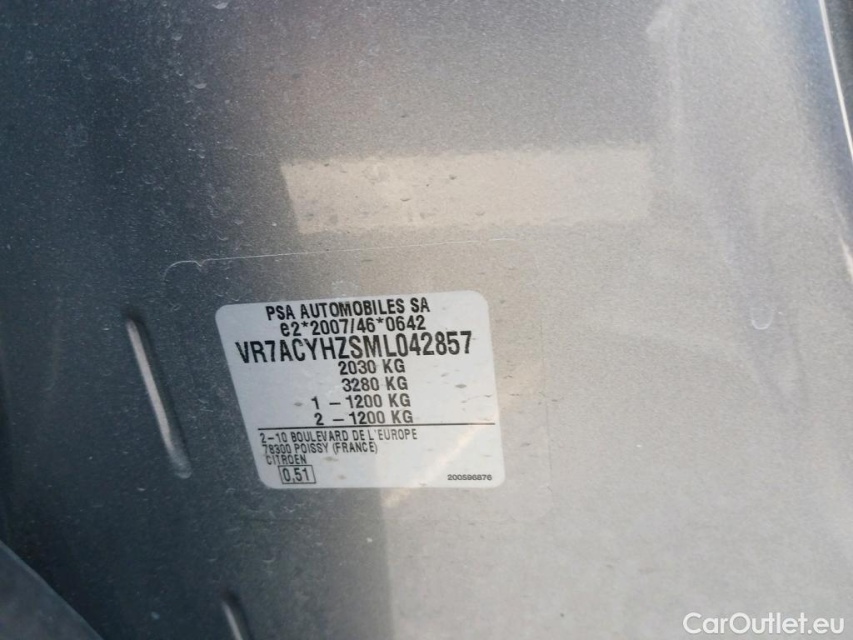 PSA AUTOMOBILES SA
e2*2007/46*0642
VR7ACYHZSML042857
2030 KG
3280 KG
1 - 1200 KG
2 - 1200 KG
2-10 BOULEVARD DE L'EUROPE
78300 POISSY (FRANCE)
CITROEN
0,51
200596876
CarOutlet.eu